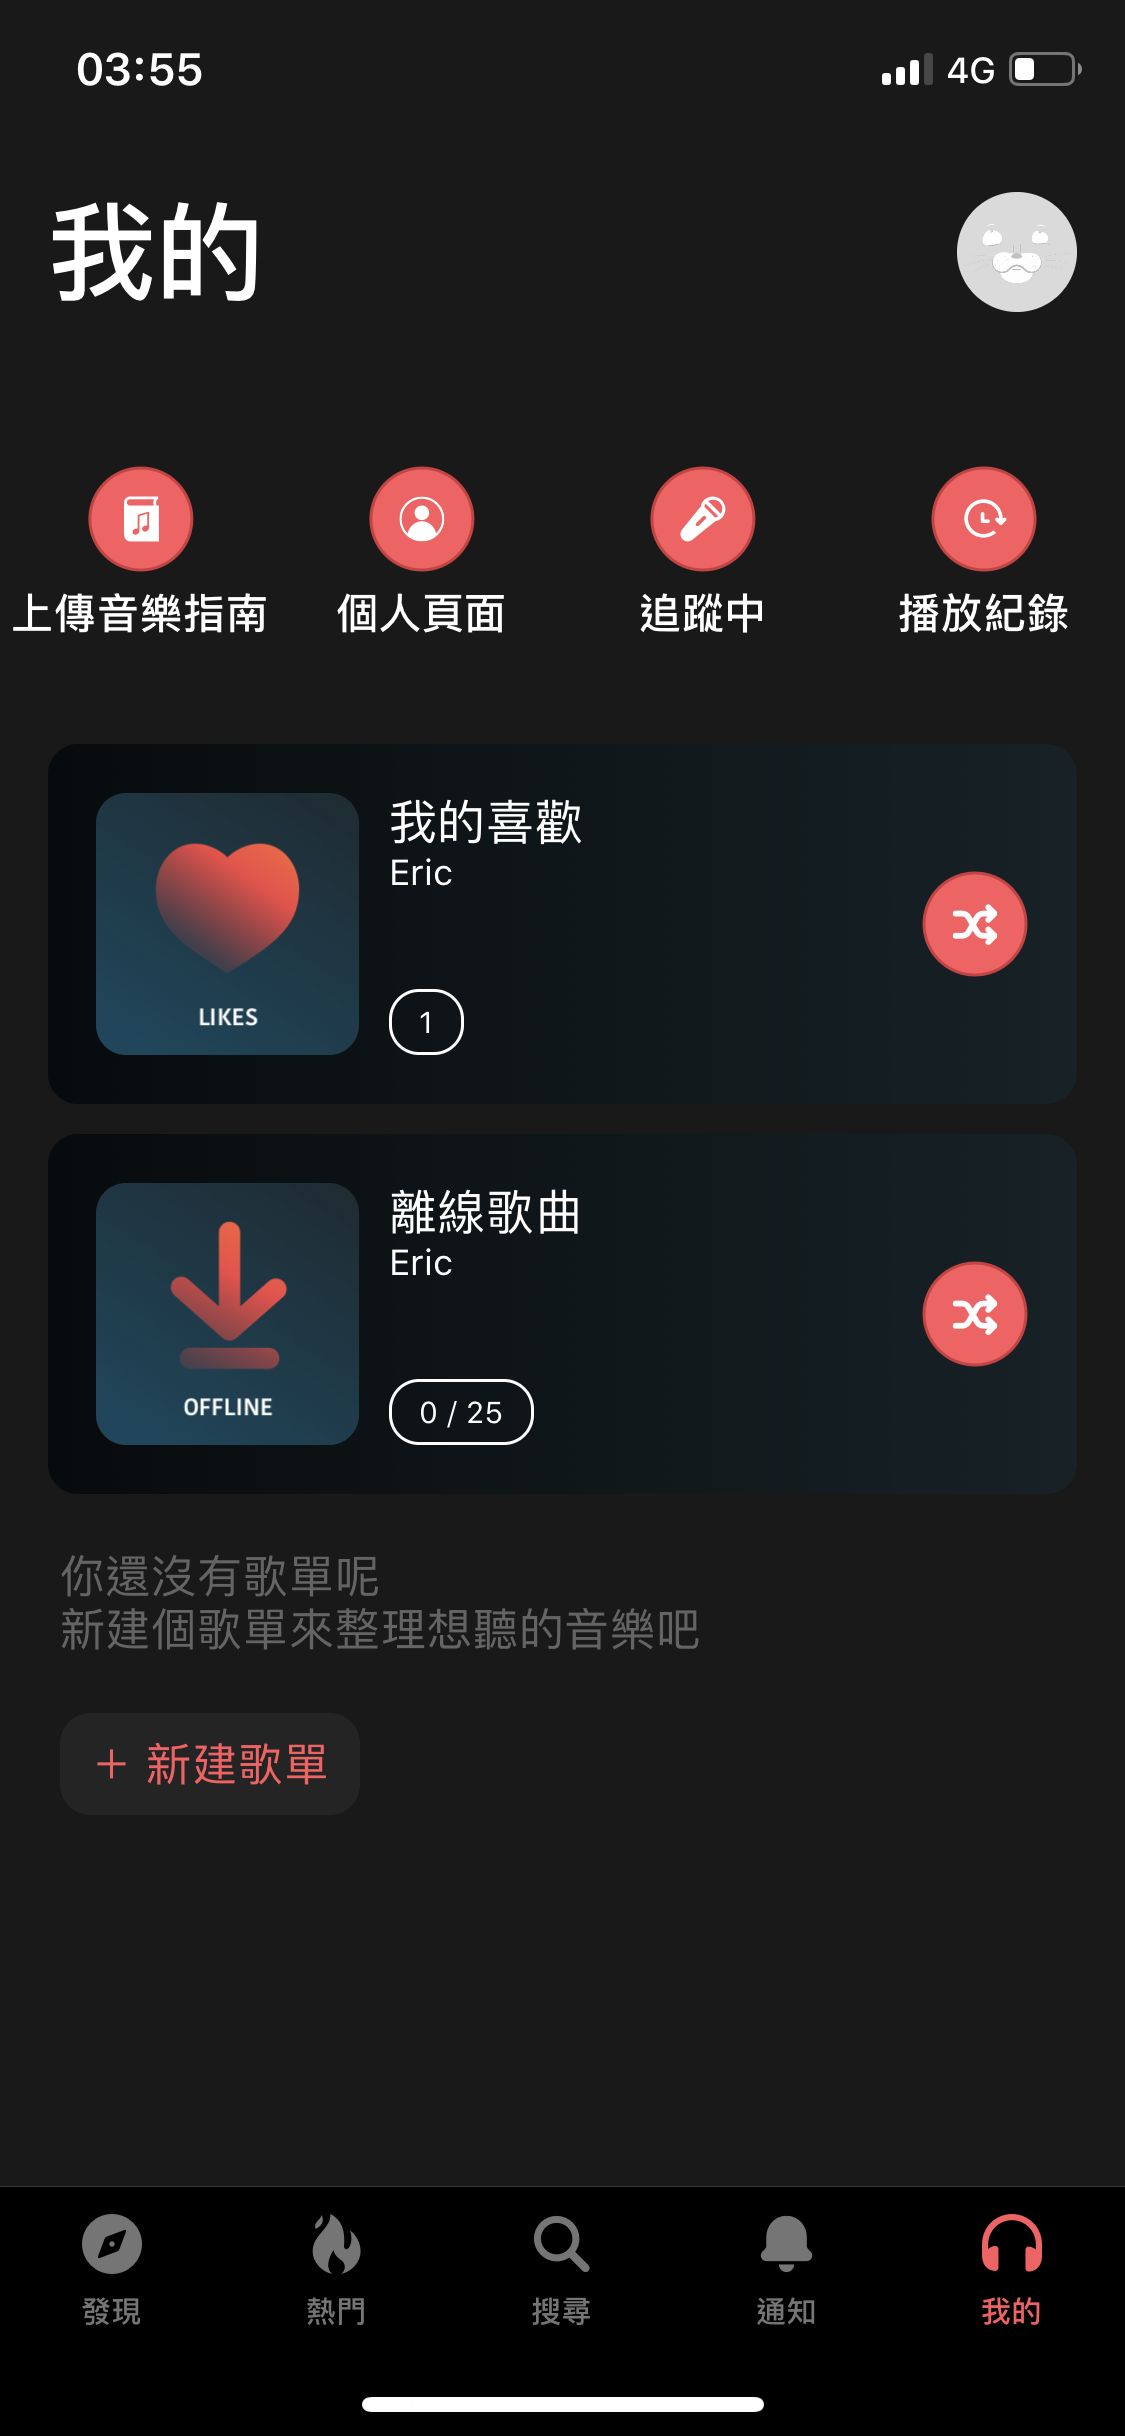 03:55
4G
我的
上傳音樂指南
個人頁面
追蹤中
播放紀錄
我的喜歡
Eric
LIKES
1
離線歌曲
Eric
OFFLINE
0 / 25
你還沒有歌單呢
新建個歌單來整理想聽的音樂吧
+ 新建歌單
發現
熱門
搜尋
通知
我的